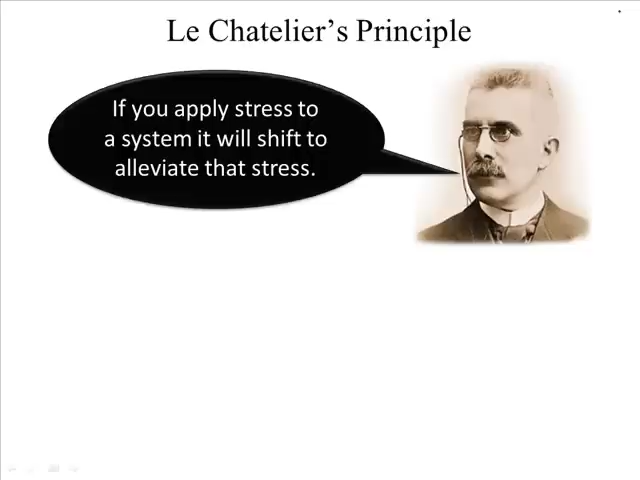 Le Chatelier's Principle
If you apply stress to
a system it will shift to
alleviate that stress.